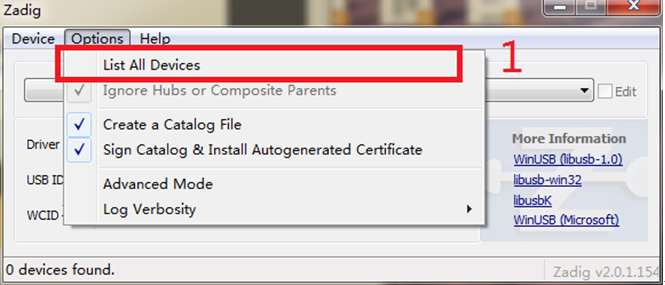 Zadig
Device Options Help
List All Devices 1
Ignore Hubs or Composite Parents
Edit
Create a Catalog File
Sign Catalog & Install Autogenerated Certificate
Advanced Mode
Log Verbosity
Driver
USB ID
WCID
More Information
WinUSB (libusb-1.0)
libusb-win32
libusbK
WinUSB (Microsoft)
0 devices found.
Zadig v2.0.1.154